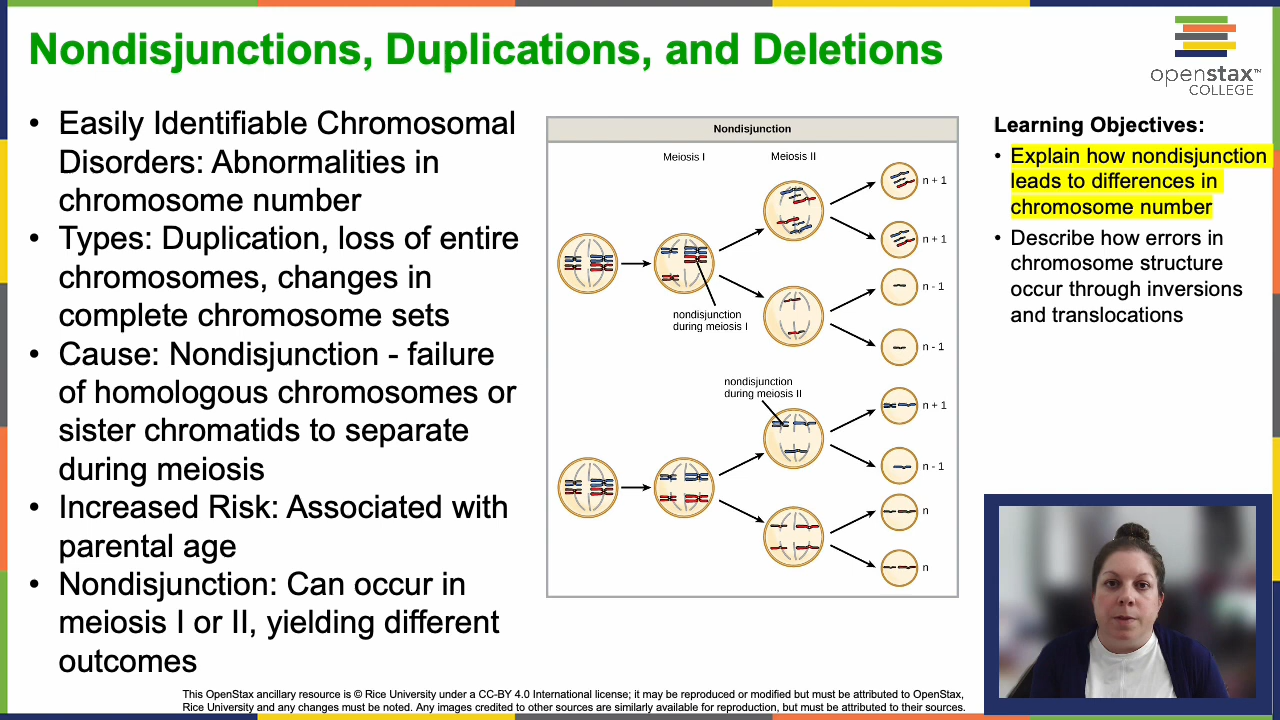 Nondisjunctions, Duplications, and Deletions
openstax™
COLLEGE
• Easily Identifiable Chromosomal
Disorders: Abnormalities in
chromosome number
• Types: Duplication, loss of entire
chromosomes, changes in
complete chromosome sets
• Cause: Nondisjunction - failure
of homologous chromosomes or
sister chromatids to separate
during meiosis
• Increased Risk: Associated with
parental age
• Nondisjunction: Can occur in
meiosis I or II, yielding different
outcomes
Nondisjunction
Meiosis I
Meiosis II
n + 1
n + 1
n - 1
nondisjunction
during meiosis I
n - 1
nondisjunction
during meiosis II
n + 1
n - 1
n
n
Learning Objectives:
• Explain how nondisjunction
leads to differences in
chromosome number
• Describe how errors in
chromosome structure
occur through inversions
and translocations
This OpenStax ancillary resource is © Rice University under a CC-BY 4.0 International license; it may be reproduced or modified but must be attributed to OpenStax,
Rice University and any changes must be noted. Any images credited to other sources are similarly available for reproduction, but must be attributed to their sources.